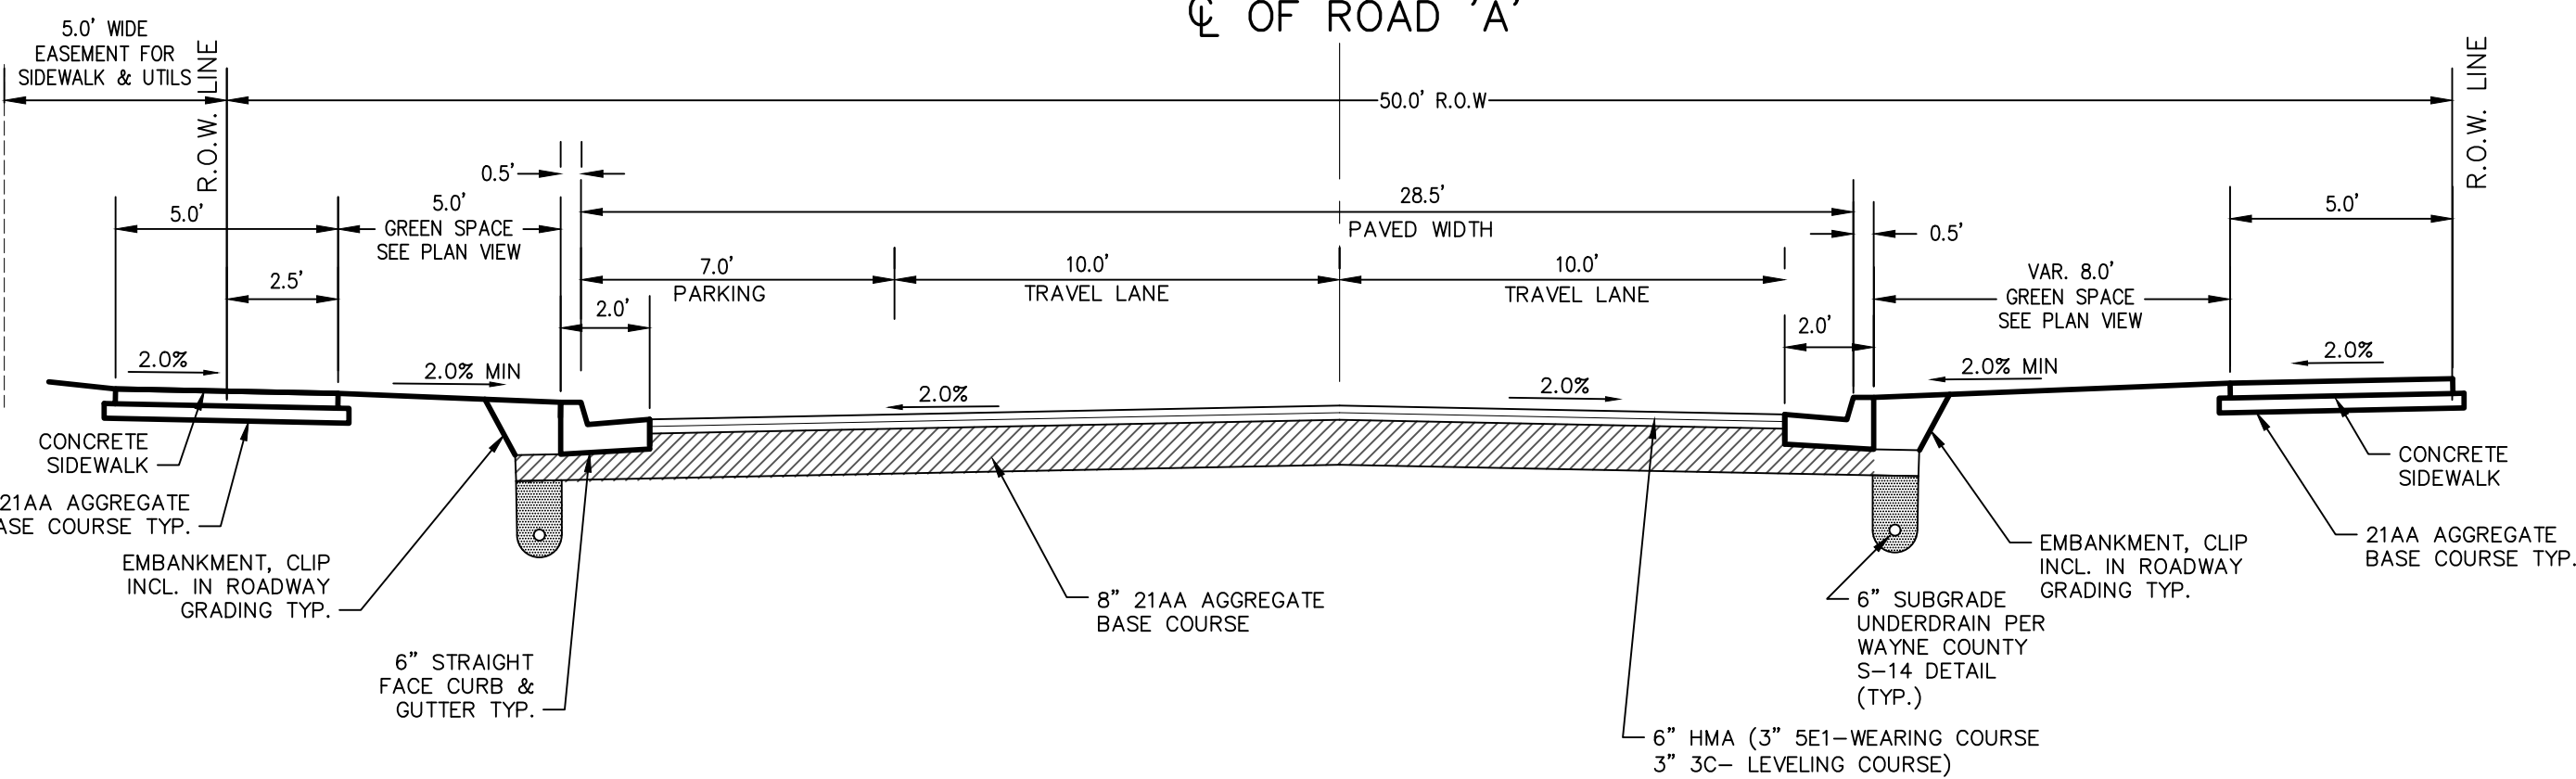 ℄ OF ROAD 'A'
5.0' WIDE
EASEMENT FOR
SIDEWALK & UTILS
R.O.W. LINE
50.0' R.O.W
R.O.W. LINE
0.5'
5.0'
5.0'
GREEN SPACE
SEE PLAN VIEW
28.5'
PAVED WIDTH
0.5'
5.0'
2.5'
7.0'
PARKING
10.0'
TRAVEL LANE
10.0'
TRAVEL LANE
VAR. 8.0'
GREEN SPACE
SEE PLAN VIEW
2.0'
2.0'
2.0%
2.0% MIN
2.0%
2.0%
2.0% MIN
2.0%
CONCRETE
SIDEWALK
21AA AGGREGATE
BASE COURSE TYP.
EMBANKMENT, CLIP
INCL. IN ROADWAY
GRADING TYP.
6" STRAIGHT
FACE CURB &
GUTTER TYP.
8" 21AA AGGREGATE
BASE COURSE
6" HMA (3" 5E1-WEARING COURSE
3" 3C- LEVELING COURSE)
6" SUBGRADE
UNDERDRAIN PER
WAYNE COUNTY
S-14 DETAIL
(TYP.)
EMBANKMENT, CLIP
INCL. IN ROADWAY
GRADING TYP.
CONCRETE
SIDEWALK
21AA AGGREGATE
BASE COURSE TYP.